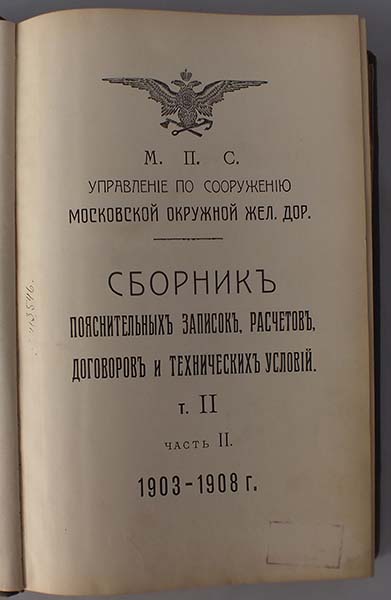 М. П. С.
УПРАВЛЕНІЕ ПО СООРУЖЕНІЮ
МОСКОВСКОЙ ОКРУЖНОЙ ЖЕЛ. ДОР.
СБОРНИКЪ
ПОЯСНИТЕЛЬНЫХЪ ЗАПИСОКЪ, РАСЧЕТОВЪ,
ДОГОВОРОВЪ И ТЕХНИЧЕСКИХЪ УСЛОВІЙ.
т. II
ЧАСТЬ II.
1903-1908 г.